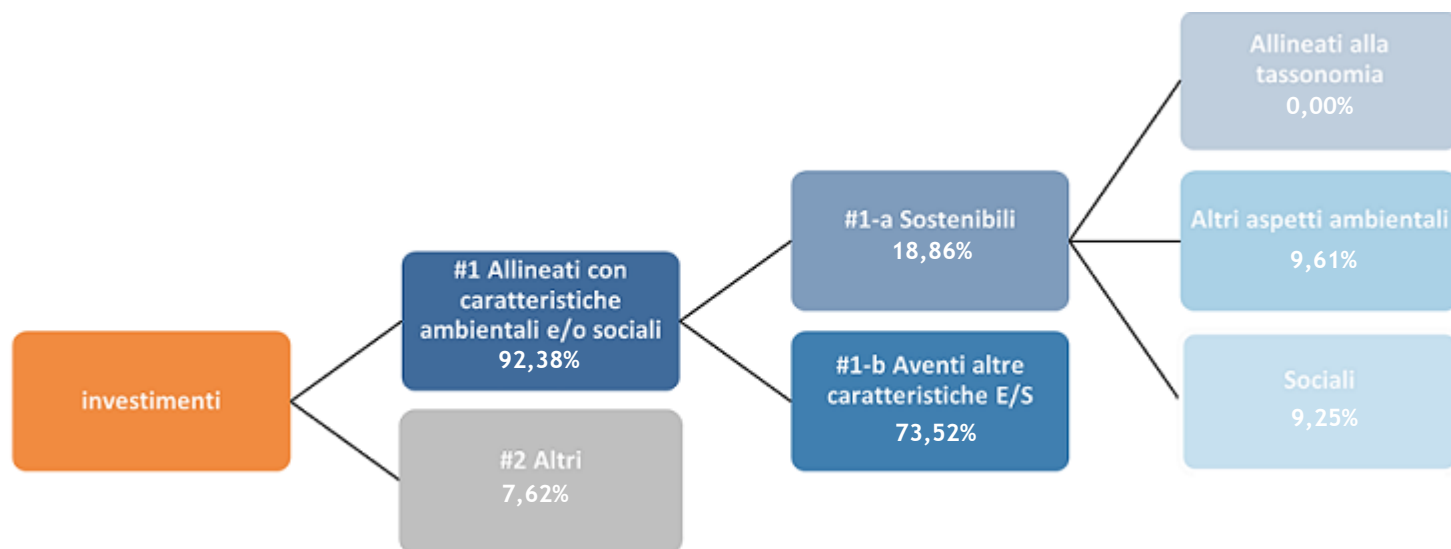 investimenti
#1 Allineati con
caratteristiche
ambientali e/o sociali
92,38%
#2 Altri
7,62%
#1-a Sostenibili
18,86%
#1-b Aventi altre
caratteristiche E/S
73,52%
Allineati alla
tassonomia
0,00%
Altri aspetti ambientali
9,61%
Sociali
9,25%